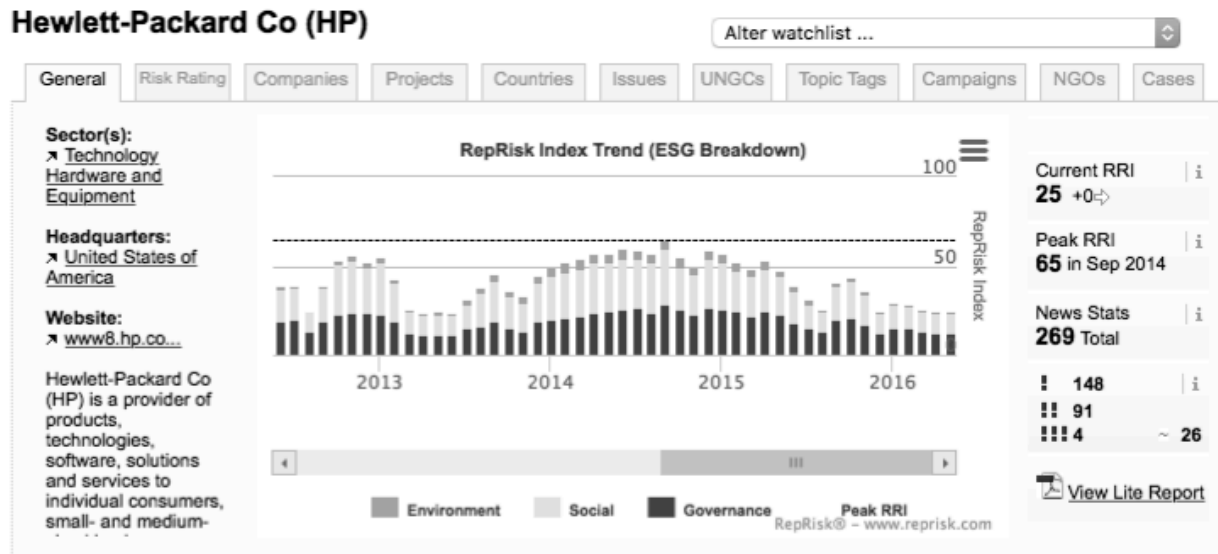 Hewlett-Packard Co (HP)
Alter watchlist ...
General
Risk Rating
Companies
Projects
Countries
Issues
UNGCs
Topic Tags
Campaigns
NGOs
Cases
Sector(s):
Technology
Hardware and
Equipment
Headquarters:
United States of
America
Website:
www8.hp.co...
Hewlett-Packard Co
(HP) is a provider of
products,
technologies,
software, solutions
and services to
individual consumers,
small- and medium-
RepRisk Index Trend (ESG Breakdown)
100
50
0
RepRisk Index
2013
2014
2015
2016
Environment
Social
Governance
Peak RRI
RepRisk® – www.reprisk.com
Current RRI i
25 +0
Peak RRI i
65 in Sep 2014
News Stats i
269 Total
! 148 i
!! 91
!!! 4 ~ 26
View Lite Report